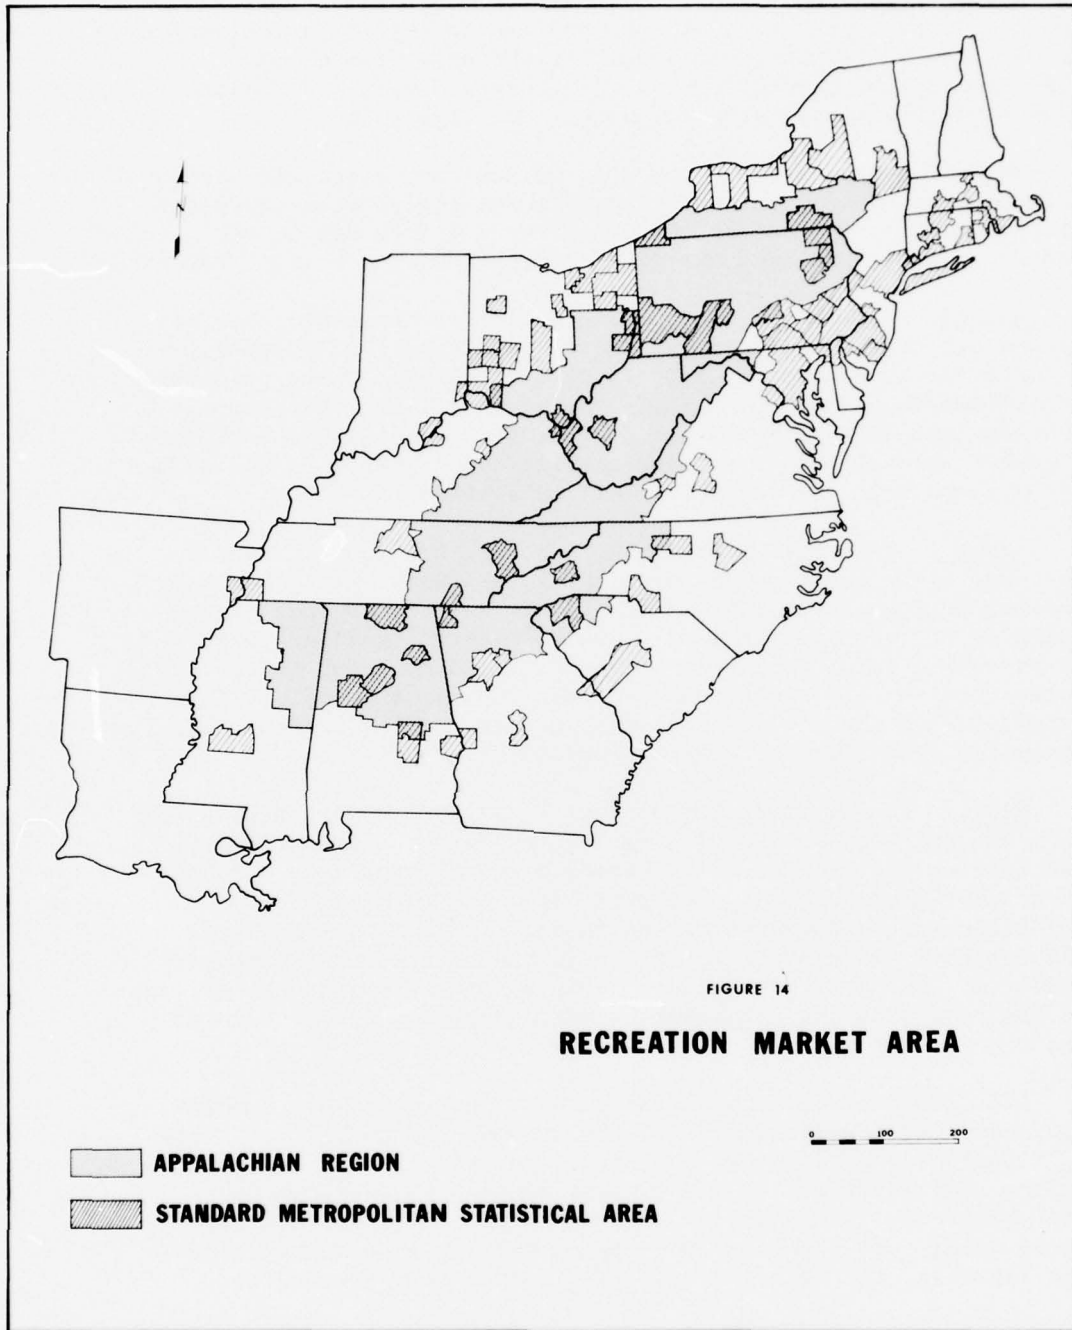 FIGURE 14
RECREATION MARKET AREA
0 100 200
APPALACHIAN REGION
STANDARD METROPOLITAN STATISTICAL AREA